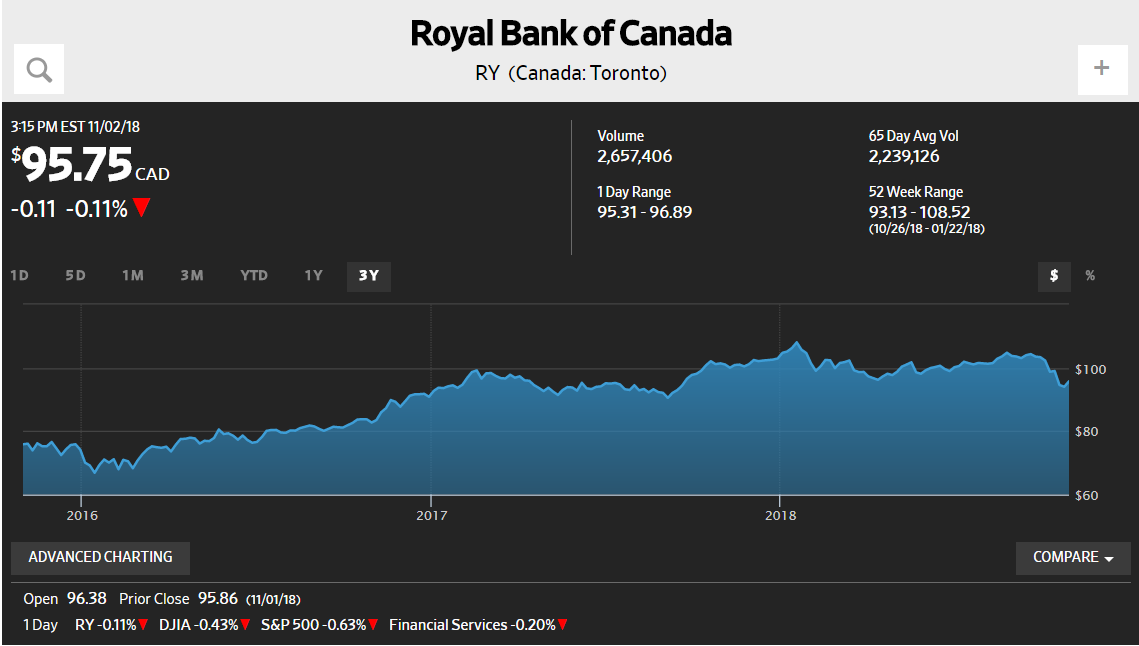 Royal Bank of Canada
RY (Canada: Toronto)
+
3:15 PM EST 11/02/18
$95.75 CAD
-0.11 -0.11%
Volume
2,657,406
65 Day Avg Vol
2,239,126
1 Day Range
95.31 - 96.89
52 Week Range
93.13 - 108.52
(10/26/18 - 01/22/18)
1D 5D 1M 3M YTD 1Y 3Y $ %
$100
$80
$60
2016 2017 2018
ADVANCED CHARTING COMPARE
Open 96.38 Prior Close 95.86 (11/01/18)
1 Day RY -0.11% DJIA -0.43% S&P 500 -0.63% Financial Services -0.20%